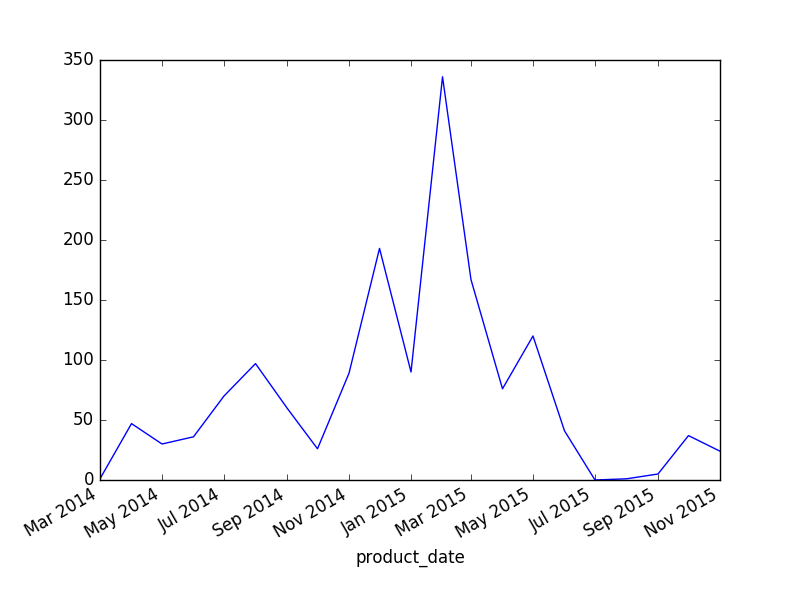 350
300
250
200
150
100
50
0
Mar 2014
May 2014
Jul 2014
Sep 2014
Nov 2014
Jan 2015
Mar 2015
May 2015
Jul 2015
Sep 2015
Nov 2015
product_date